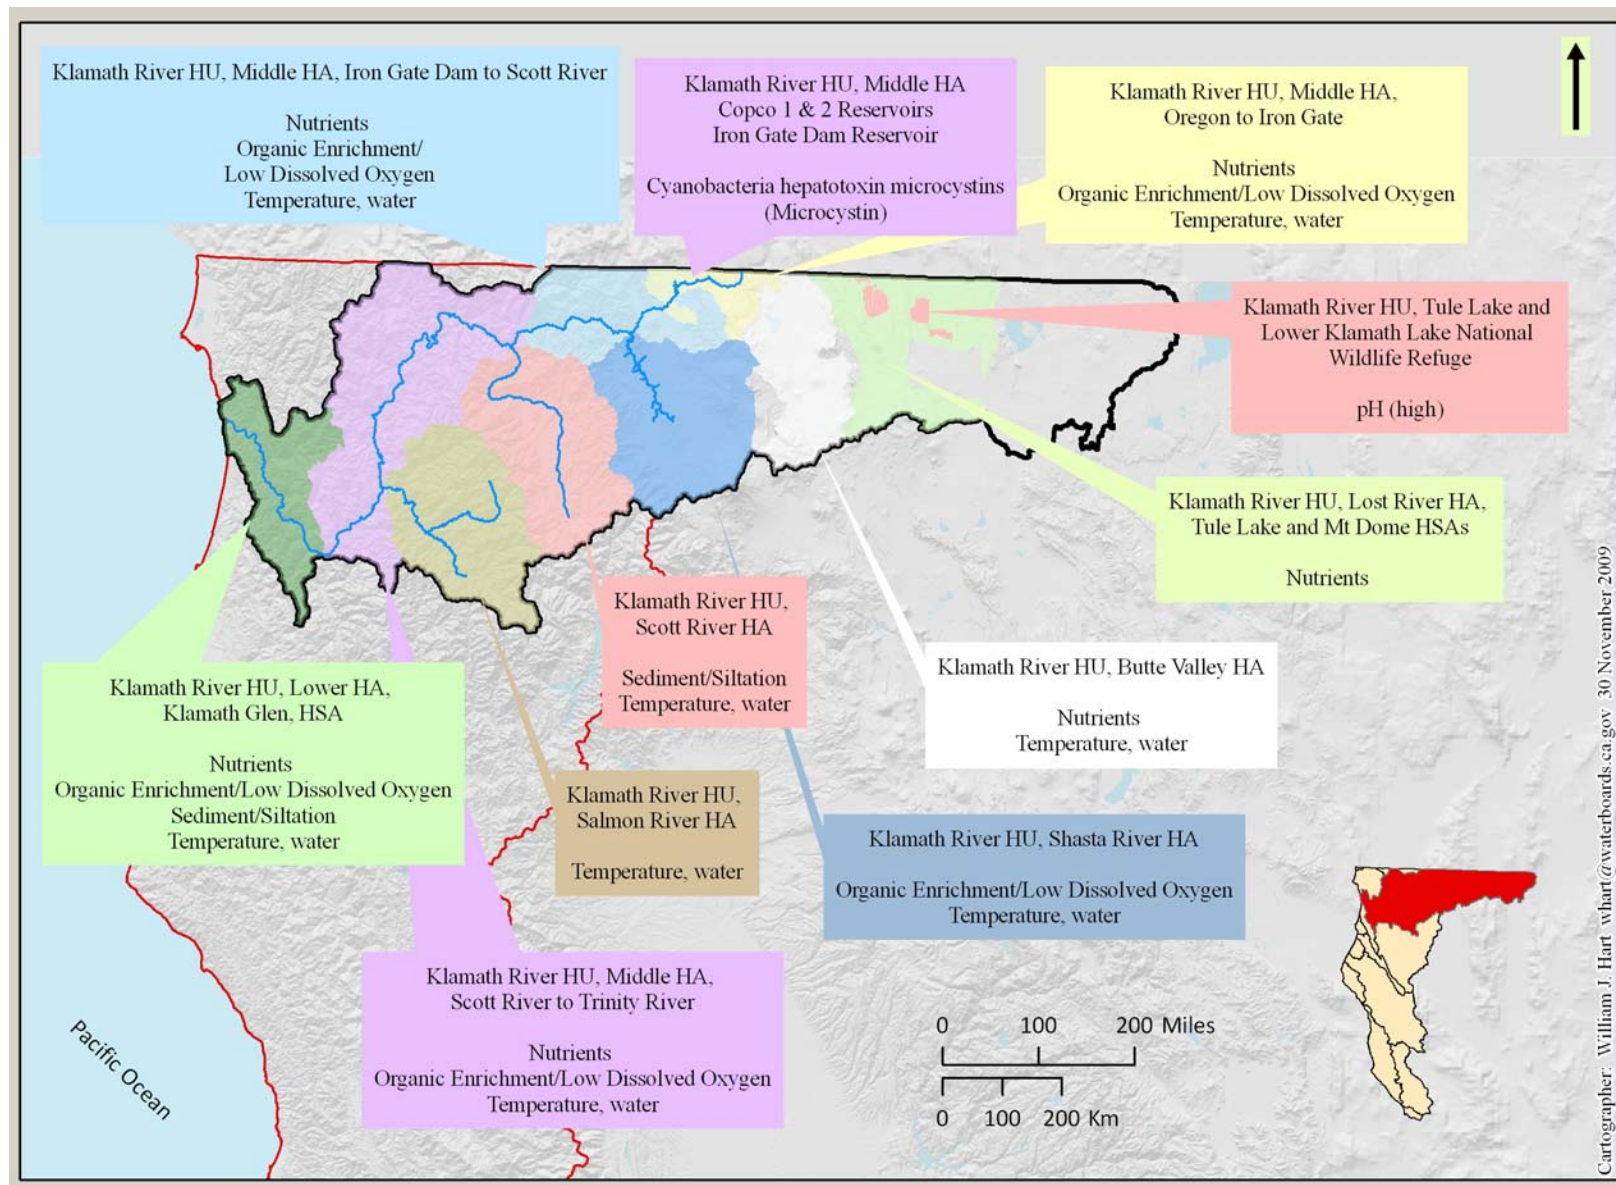 Klamath River HU, Middle HA, Iron Gate Dam to Scott River
Nutrients
Organic Enrichment/
Low Dissolved Oxygen
Temperature, water
Klamath River HU, Middle HA
Copco 1 & 2 Reservoirs
Iron Gate Dam Reservoir
Cyanobacteria hepatotoxin microcystins
(Microcystin)
Klamath River HU, Middle HA,
Oregon to Iron Gate
Nutrients
Organic Enrichment/Low Dissolved Oxygen
Temperature, water
Klamath River HU, Tule Lake and
Lower Klamath Lake National
Wildlife Refuge
pH (high)
Klamath River HU, Lost River HA,
Tule Lake and Mt Dome HSAs
Nutrients
Klamath River HU,
Scott River HA
Sediment/Siltation
Temperature, water
Klamath River HU, Butte Valley HA
Nutrients
Temperature, water
Klamath River HU, Lower HA,
Klamath Glen, HSA
Nutrients
Organic Enrichment/Low Dissolved Oxygen
Sediment/Siltation
Temperature, water
Klamath River HU,
Salmon River HA
Temperature, water
Klamath River HU, Shasta River HA
Organic Enrichment/Low Dissolved Oxygen
Temperature, water
Klamath River HU, Middle HA,
Scott River to Trinity River
Nutrients
Organic Enrichment/Low Dissolved Oxygen
Temperature, water
Pacific Ocean
0 100 200 Miles
0 100 200 Km
Cartographer: William J. Hart whart@waterboards.ca.gov 30 November 2009